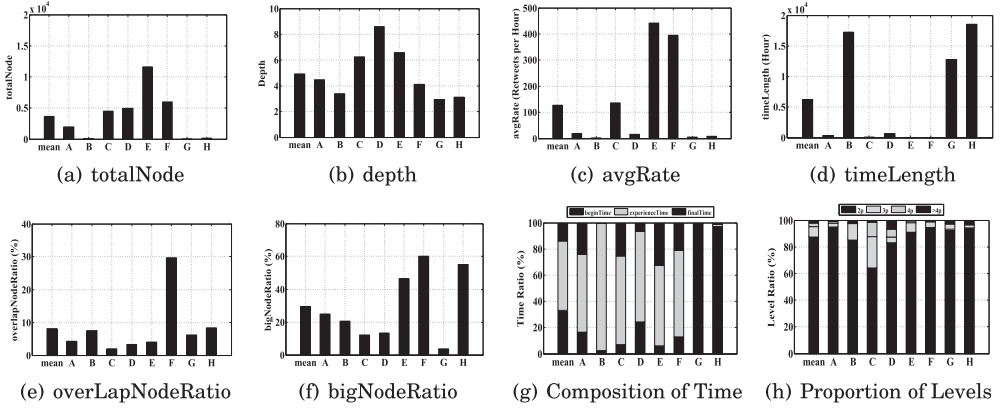 2 x 10^4
2
1.5
1
0.5
0
totalNode
mean A B C D E F G H
(a) totalNode
10
8
6
4
2
0
Depth
mean A B C D E F G H
(b) depth
500
400
300
200
100
0
avgRate (Retweets per Hour)
mean A B C D E F G H
(c) avgRate
2 x 10^4
2
1.5
1
0.5
0
timeLength (Hour)
mean A B C D E F G H
(d) timeLength
40
30
20
10
0
overlapNodeRatio (%)
mean A B C D E F G H
(e) overLapNodeRatio
80
60
40
20
0
bigNodeRatio (%)
mean A B C D E F G H
(f) bigNodeRatio
beginTime experienceTime finalTime
100
80
60
40
20
0
Time Ratio (%)
mean A B C D E F G H
(g) Composition of Time
2p 3p 4p >4p
100
80
60
40
20
0
Level Ratio (%)
mean A B C D E F G H
(h) Proportion of Levels